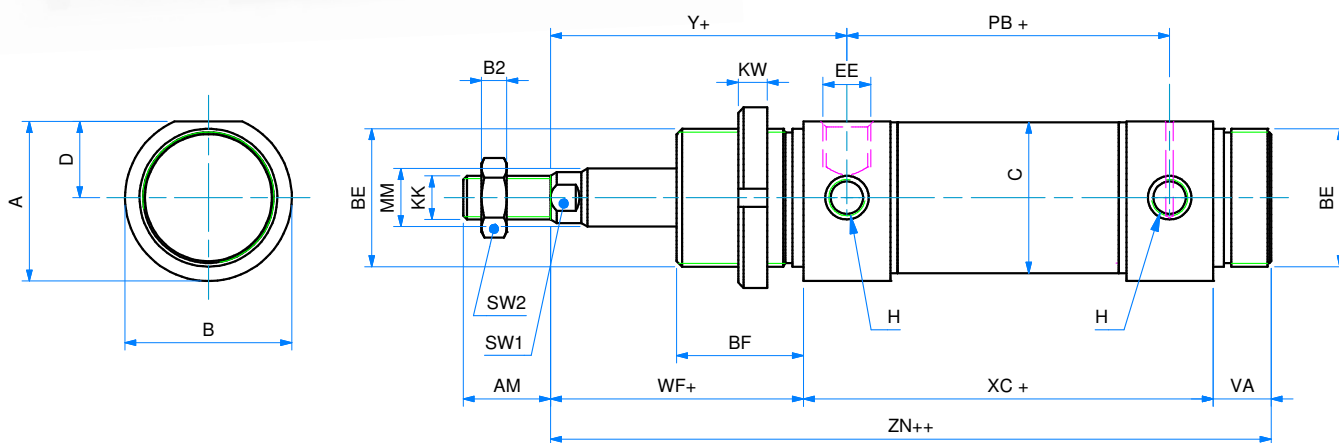 Y+
PB +
B2
KW
EE
A
D
BE
MM
KK
C
BE
SW2
SW1
H
H
B
BF
AM
WF+
XC +
VA
ZN++